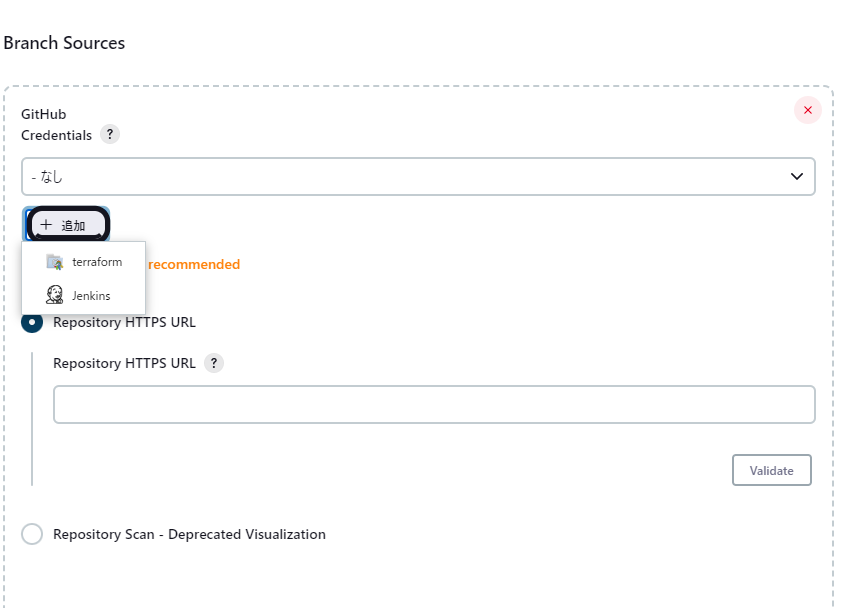 Branch Sources
GitHub
Credentials ?
- なし
+ 追加
terraform
recommended
Jenkins
Repository HTTPS URL
Repository HTTPS URL ?
Validate
Repository Scan - Deprecated Visualization